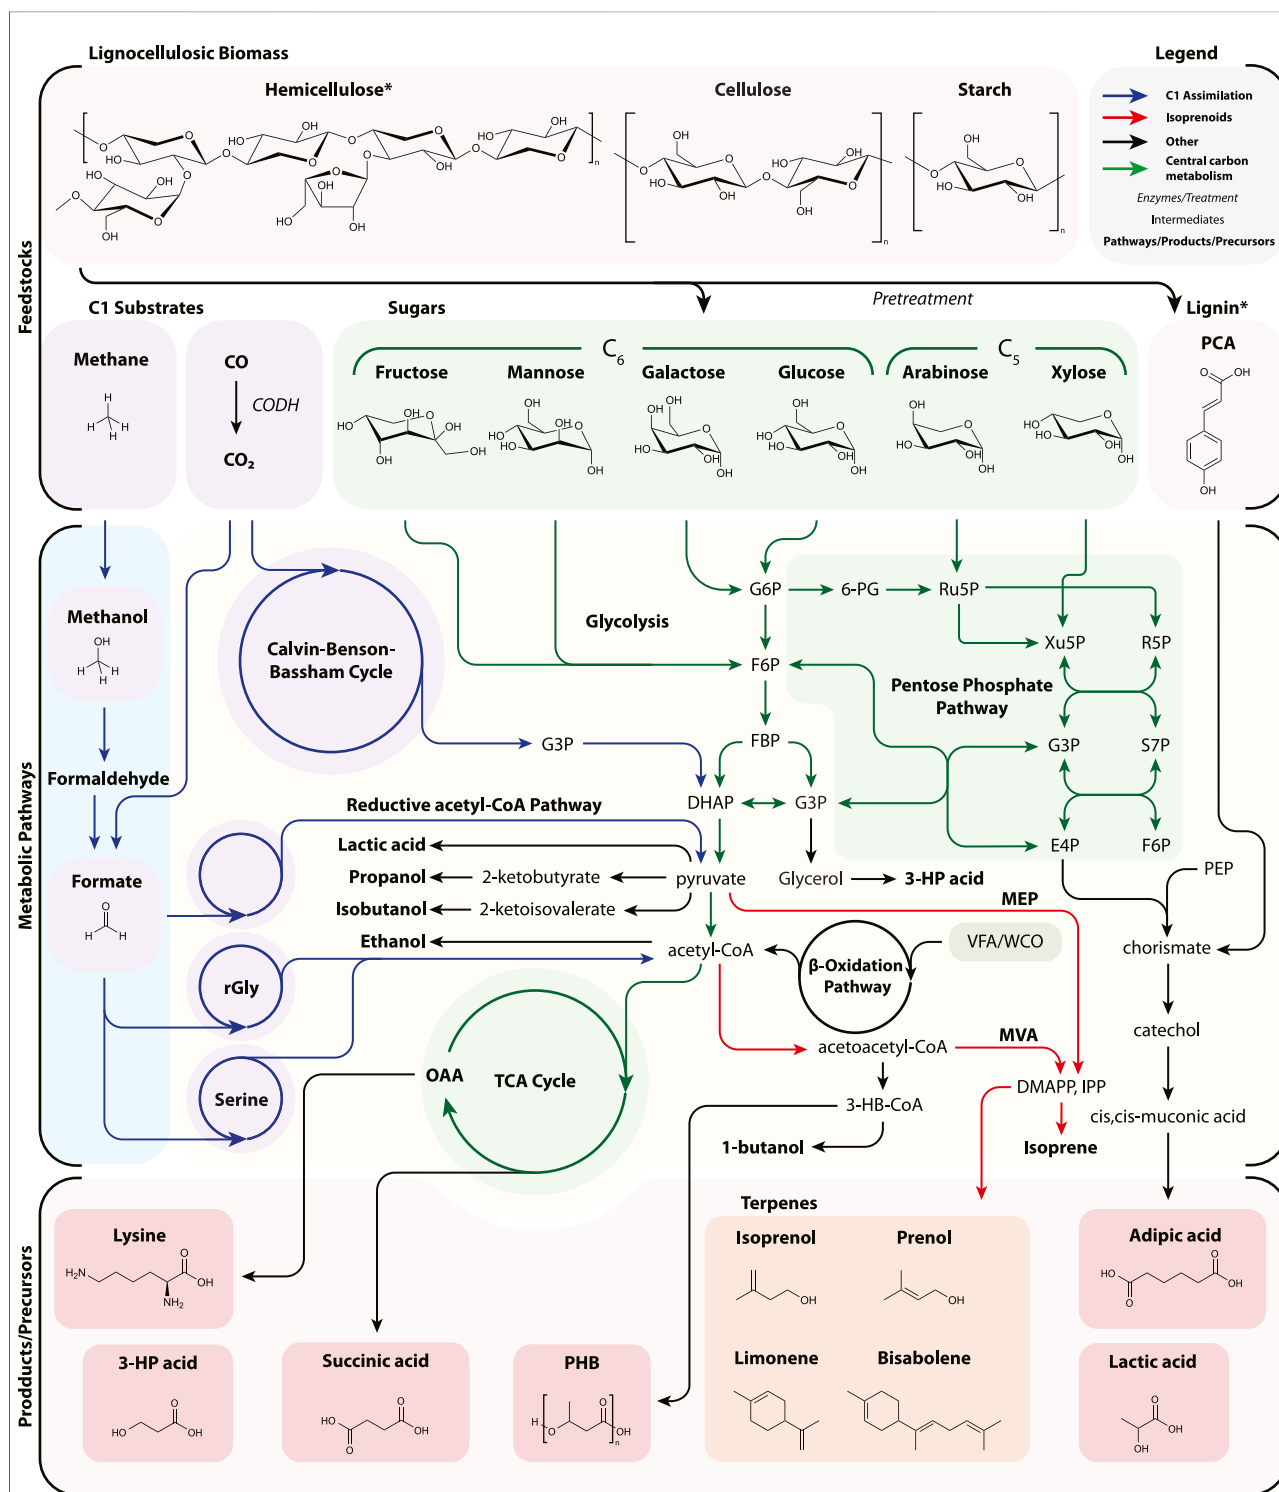 Lignocellulosic Biomass
Legend
Hemicellulose*
Cellulose
Starch
C1 Assimilation
Isoprenoids
Other
Central carbon
metabolism
Enzymes/Treatment
Intermediates
Pathways/Products/Precursors
Feedstocks
Pretreatment
C1 Substrates
Sugars
Lignin*
Methane
CO
CODH
CO₂
C₆
C₅
Fructose
Mannose
Galactose
Glucose
Arabinose
Xylose
PCA
Metabolic Pathways
Methanol
Formaldehyde
Formate
Calvin-Benson-
Bassham Cycle
Glycolysis
G6P
6-PG
Ru5P
Xu5P
R5P
F6P
Pentose Phosphate
Pathway
FBP
G3P
G3P
S7P
DHAP
G3P
Reductive acetyl-CoA Pathway
E4P
F6P
Lactic acid
Propanol
2-ketobutyrate
pyruvate
Glycerol
3-HP acid
PEP
Isobutanol
2-ketoisovalerate
MEP
Ethanol
acetyl-CoA
β-Oxidation
Pathway
VFA/WCO
chorismate
rGly
catechol
acetoacetyl-CoA
MVA
OAA
TCA Cycle
Serine
DMAPP, IPP
3-HB-CoA
cis,cis-muconic acid
1-butanol
Isoprene
Prodducts/Precursors
Lysine
Terpenes
Isoprenol
Prenol
Adipic acid
3-HP acid
Succinic acid
PHB
Limonene
Bisabolene
Lactic acid